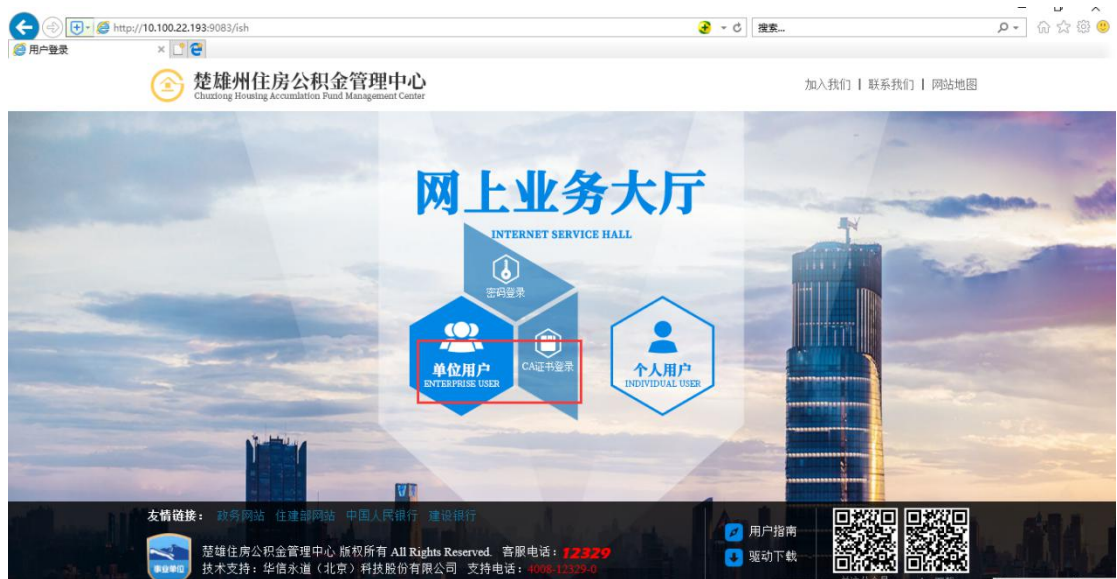 http://10.100.22.193:9083/ish
搜索...
用户登录
楚雄州住房公积金管理中心
Chuxiong Housing Accumlation Fund Management Center
加入我们 | 联系我们 | 网站地图
网上业务大厅
INTERNET SERVICE HALL
密码登录
CA证书登录
单位用户
ENTERPRISE USER
个人用户
INDIVIDUAL USER
友情链接: 政务网站 住建部网站 中国人民银行 建设银行
用户指南
驱动下载
事业单位
楚雄住房公积金管理中心 版权所有 All Rights Reserved. 客服电话:12329
技术支持:华信永道(北京)科技股份有限公司 支持电话:4008-12329-0